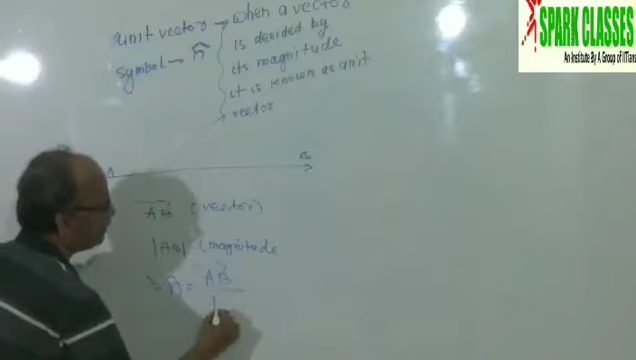 unit vector → when a vector
is devided by
symbol → n̂
its magnitude
it is known as unit
vector
A B
AB (vector)
|AB| (magnitude
n̂ = AB
SPARK CLASSES
An Institute By A Group of IITians